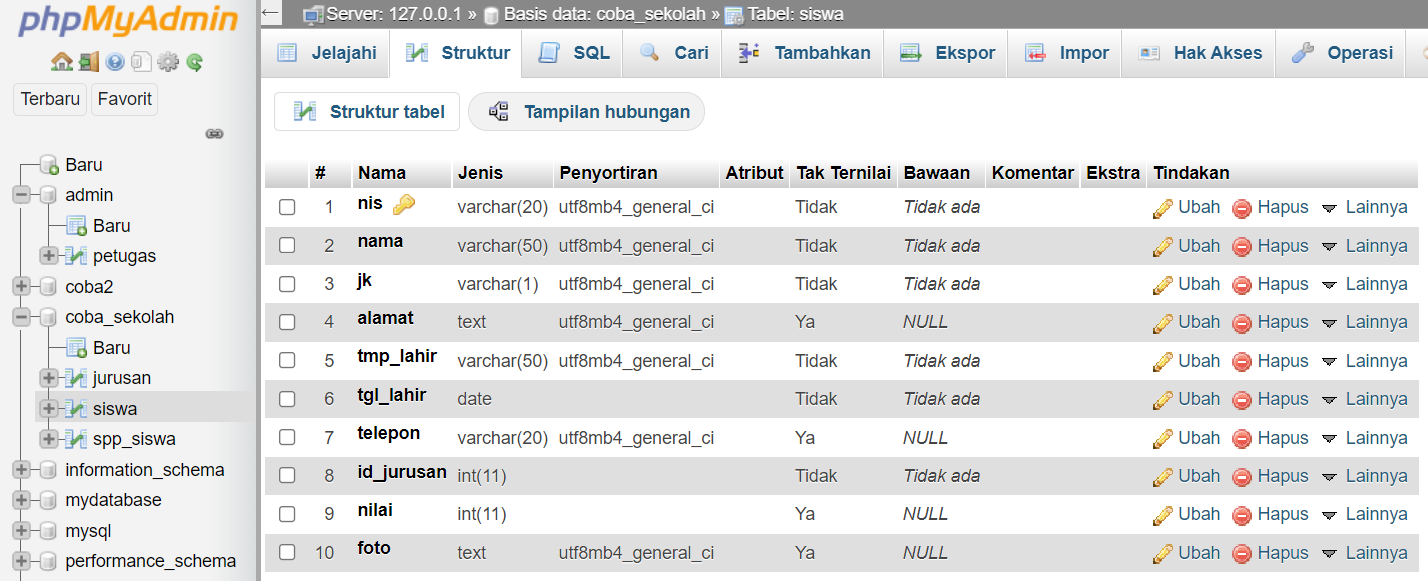 phpMyAdmin
Terbaru Favorit
Baru
admin
Baru
petugas
coba2
coba_sekolah
Baru
jurusan
siswa
spp_siswa
information_schema
mydatabase
mysql
performance_schema
Server: 127.0.0.1 » Basis data: coba_sekolah » Tabel: siswa
Jelajahi Struktur SQL Cari Tambahkan Ekspor Impor Hak Akses Operasi
Struktur tabel Tampilan hubungan
# Nama Jenis Penyortiran Atribut Tak Ternilai Bawaan Komentar Ekstra Tindakan
1 nis varchar(20) utf8mb4_general_ci Tidak Tidak ada Ubah Hapus Lainnya
2 nama varchar(50) utf8mb4_general_ci Tidak Tidak ada Ubah Hapus Lainnya
3 jk varchar(1) utf8mb4_general_ci Tidak Tidak ada Ubah Hapus Lainnya
4 alamat text utf8mb4_general_ci Ya NULL Ubah Hapus Lainnya
5 tmp_lahir varchar(50) utf8mb4_general_ci Tidak Tidak ada Ubah Hapus Lainnya
6 tgl_lahir date Tidak Tidak ada Ubah Hapus Lainnya
7 telepon varchar(20) utf8mb4_general_ci Ya NULL Ubah Hapus Lainnya
8 id_jurusan int(11) Tidak Tidak ada Ubah Hapus Lainnya
9 nilai int(11) Ya NULL Ubah Hapus Lainnya
10 foto text utf8mb4_general_ci Ya NULL Ubah Hapus Lainnya